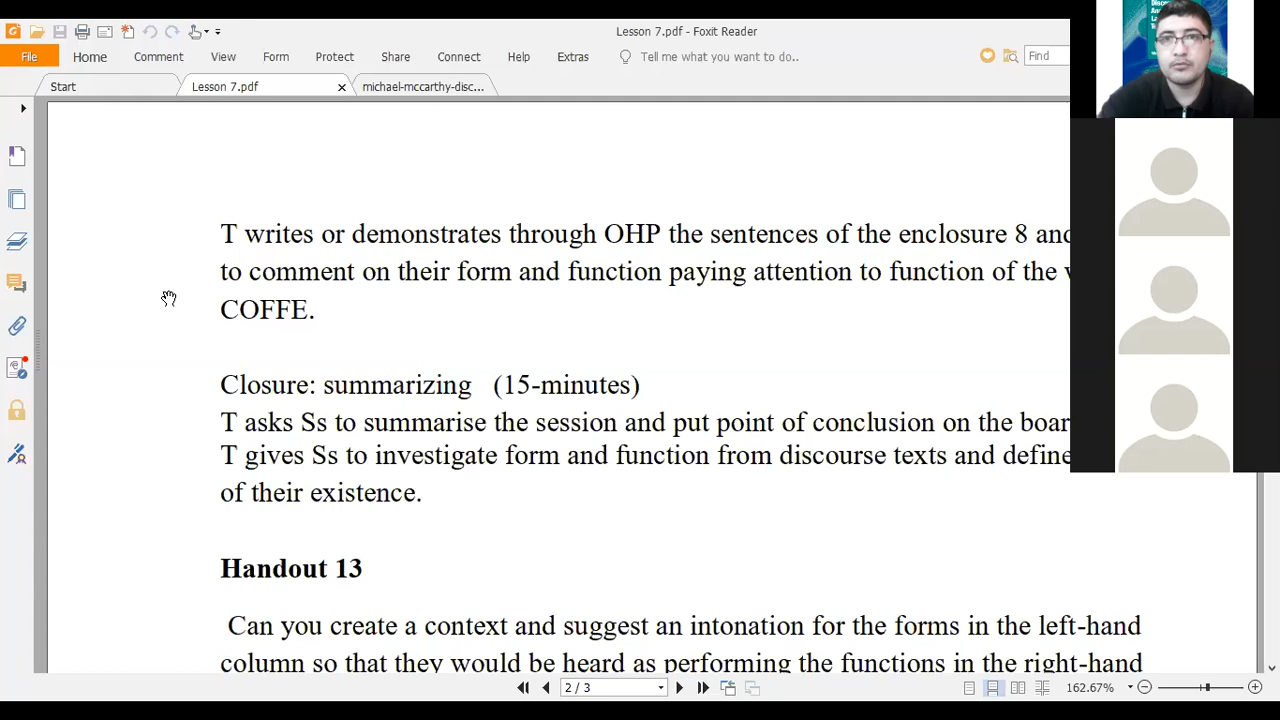 Lesson 7.pdf - Foxit Reader
File Home Comment View Form Protect Share Connect Help Extras Tell me what you want to do.. Find
Start Lesson 7.pdf michael-mccarthy-disc...
T writes or demonstrates through OHP the sentences of the enclosure 8 and
to comment on their form and function paying attention to function of the
COFFE.
Closure: summarizing (15-minutes)
T asks Ss to summarise the session and put point of conclusion on the
T gives Ss to investigate form and function from discourse texts and define
of their existence.
Handout 13
Can you create a context and suggest an intonation for the forms in the left-hand
column so that they would be heard as performing the functions in the right-hand
2 / 3
162.67%